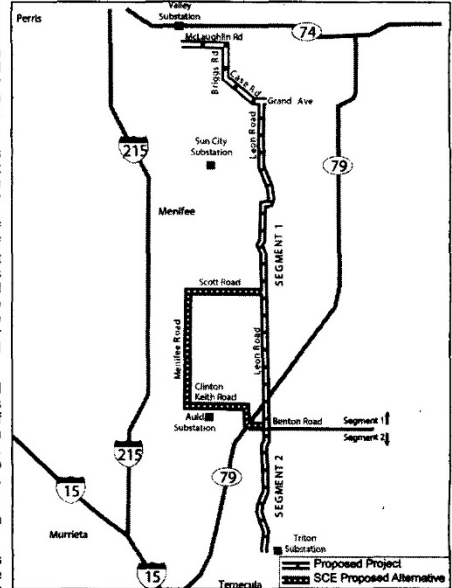 Perris
Valley
Substation
74
McLaughlin Rd
Briggs Rd
Case Rd
Grand Ave
Leon Road
215
Sun City
Substation
79
Menifee
SEGMENT 1
Scott Road
Menifee Road
Leon Road
Clinton
Keith Road
Auld
Substation
Benton Road
Segment 1
Segment 2
215
79
15
SEGMENT 2
Murrieta
Triton
Substation
15
Temecula
Proposed Project
SCE Proposed Alternative